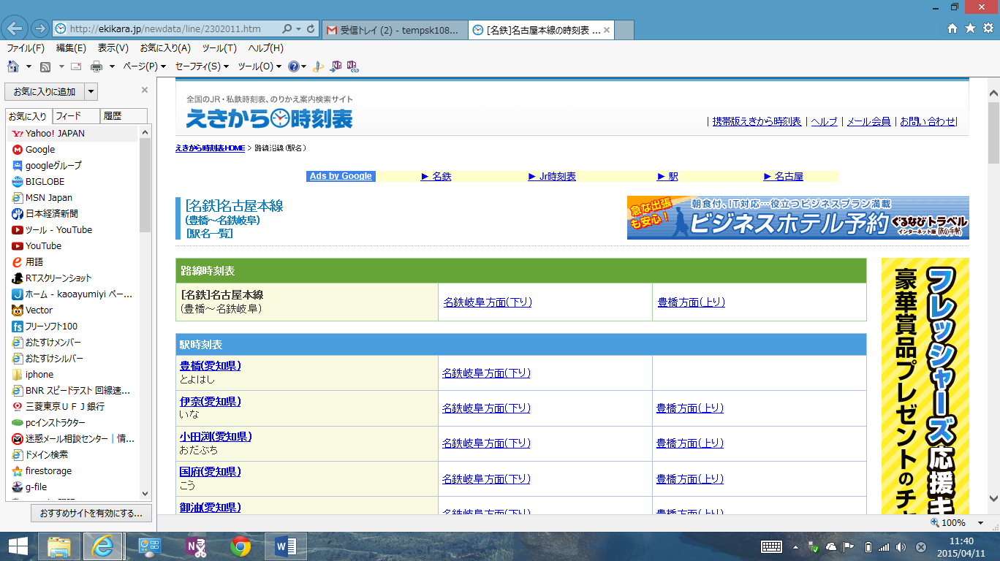 http://ekikara.jp/newdata/line/2302011.htm
受信トレイ (2) - tempsk108...
[名鉄]名古屋本線の時刻表 ...
ファイル(F) 編集(E) 表示(V) お気に入り(A) ツール(T) ヘルプ(H)
ページ(P) セーフティ(S) ツール(O)
お気に入りに追加
お気に入り フィード 履歴
Yahoo! JAPAN
Google
googleグループ
BIGLOBE
MSN Japan
日本経済新聞
ツール - YouTube
YouTube
用語
RTスクリーンショット
ホーム - kaoayumiyi ペー...
Vector
フリーソフト100
おたすけメンバー
おたすけシルバー
iphone
BNR スピードテスト 回線速...
三菱東京ＵＦＪ銀行
pcインストラクター
迷惑メール相談センター｜情...
ドメイン検索
firestorage
g-file
おすすめサイトを有効にする...
全国のJR・私鉄時刻表、のりかえ案内検索サイト
えきから時刻表
| 携帯版えきから時刻表 | ヘルプ | メール会員 | お問い合わせ|
えきから時刻表HOME > 路線沿線(駅名)
Ads by Google ► 名鉄 ► Jr時刻表 ► 駅 ► 名古屋
[名鉄]名古屋本線
(豊橋～名鉄岐阜)
[駅名一覧]
急な出張も安心！
朝食付、IT対応…役立つビジネスプラン満載
ビジネスホテル予約
ぐるなびトラベル
インターネット版 旅の手帖
路線時刻表
[名鉄]名古屋本線
(豊橋～名鉄岐阜)
名鉄岐阜方面(下り) 豊橋方面(上り)
駅時刻表
豊橋(愛知県)
とよはし
名鉄岐阜方面(下り)
伊奈(愛知県)
いな
名鉄岐阜方面(下り) 豊橋方面(上り)
小田渕(愛知県)
おだぶち
名鉄岐阜方面(下り) 豊橋方面(上り)
国府(愛知県)
こう
名鉄岐阜方面(下り) 豊橋方面(上り)
御油(愛知県)
名鉄岐阜方面(下り) 豊橋方面(上り)
フレッシャーズ応援キ
豪華賞品プレゼントのチャ
100%
11:40
2015/04/11